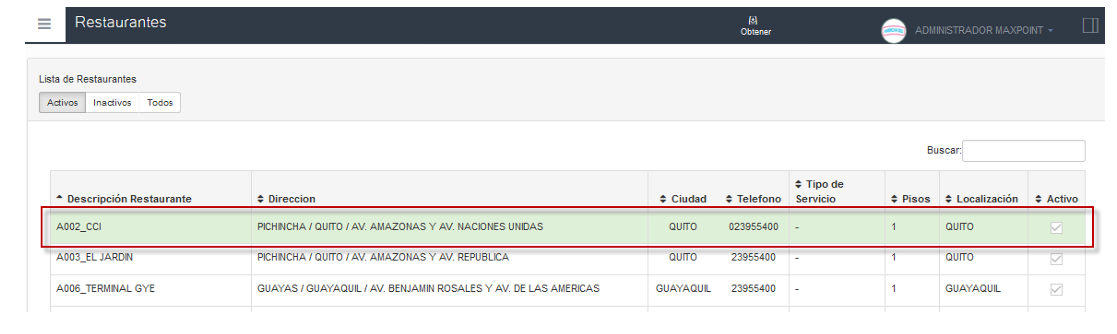 Restaurantes
Obtener
ADMINISTRADOR MAXPOINT
Lista de Restaurantes
Activos Inactivos Todos
Buscar:
Descripción Restaurante Direccion Ciudad Telefono Tipo de Servicio Pisos Localización Activo
A002_CCI PICHINCHA / QUITO / AV. AMAZONAS Y AV. NACIONES UNIDAS QUITO 023955400 - 1 QUITO
A003_EL JARDIN PICHINCHA / QUITO / AV. AMAZONAS Y AV. REPUBLICA QUITO 23955400 - 1 QUITO
A006_TERMINAL GYE GUAYAS / GUAYAQUIL / AV. BENJAMIN ROSALES Y AV. DE LAS AMERICAS GUAYAQUIL 23955400 - 1 GUAYAQUIL